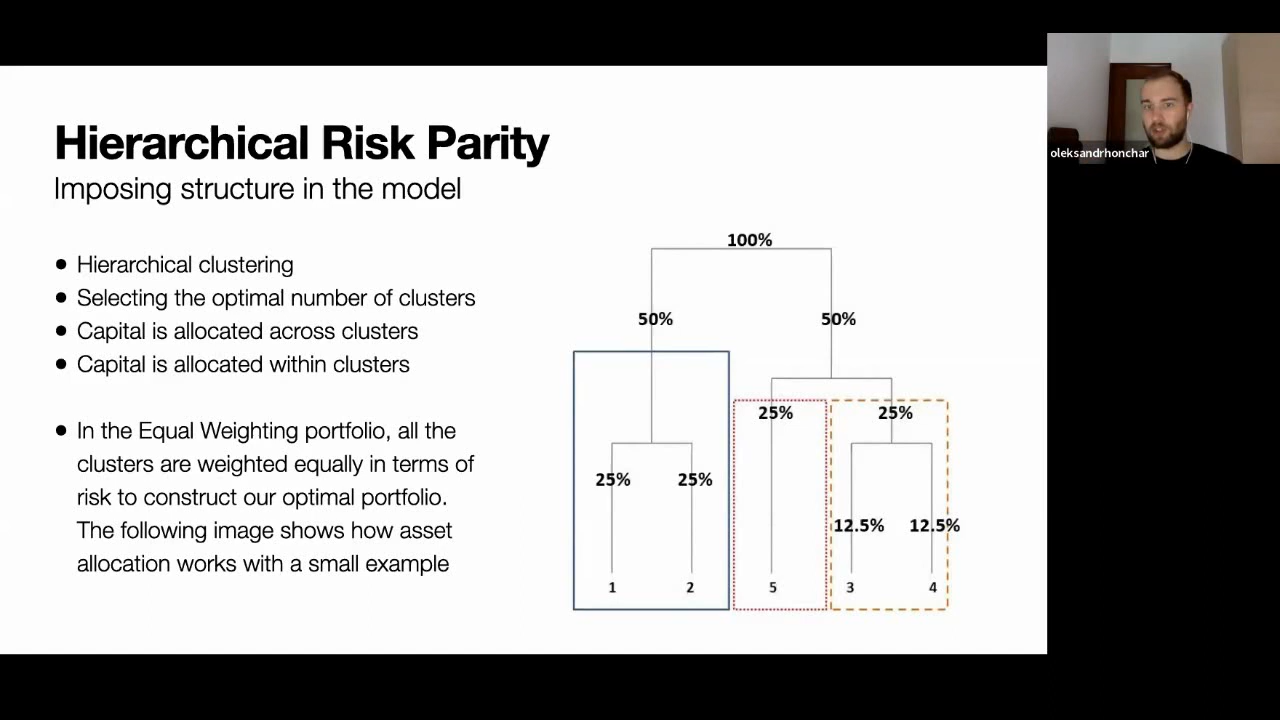 Hierarchical Risk Parity
Imposing structure in the model
● Hierarchical clustering
● Selecting the optimal number of clusters
● Capital is allocated across clusters
● Capital is allocated within clusters
● In the Equal Weighting portfolio, all the
clusters are weighted equally in terms of
risk to construct our optimal portfolio.
The following image shows how asset
allocation works with a small example
100%
50% 50%
25% 25%
25% 25%
12.5% 12.5%
1 2 5 3 4
oleksandrhonchar